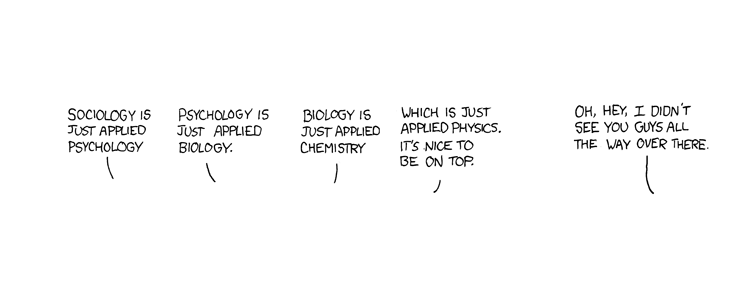 SOCIOLOGY IS
JUST APPLIED
PSYCHOLOGY
PSYCHOLOGY IS
JUST APPLIED
BIOLOGY.
BIOLOGY IS
JUST APPLIED
CHEMISTRY
WHICH IS JUST
APPLIED PHYSICS.
IT'S NICE TO
BE ON TOP.
OH, HEY, I DIDN'T
SEE YOU GUYS ALL
THE WAY OVER THERE.